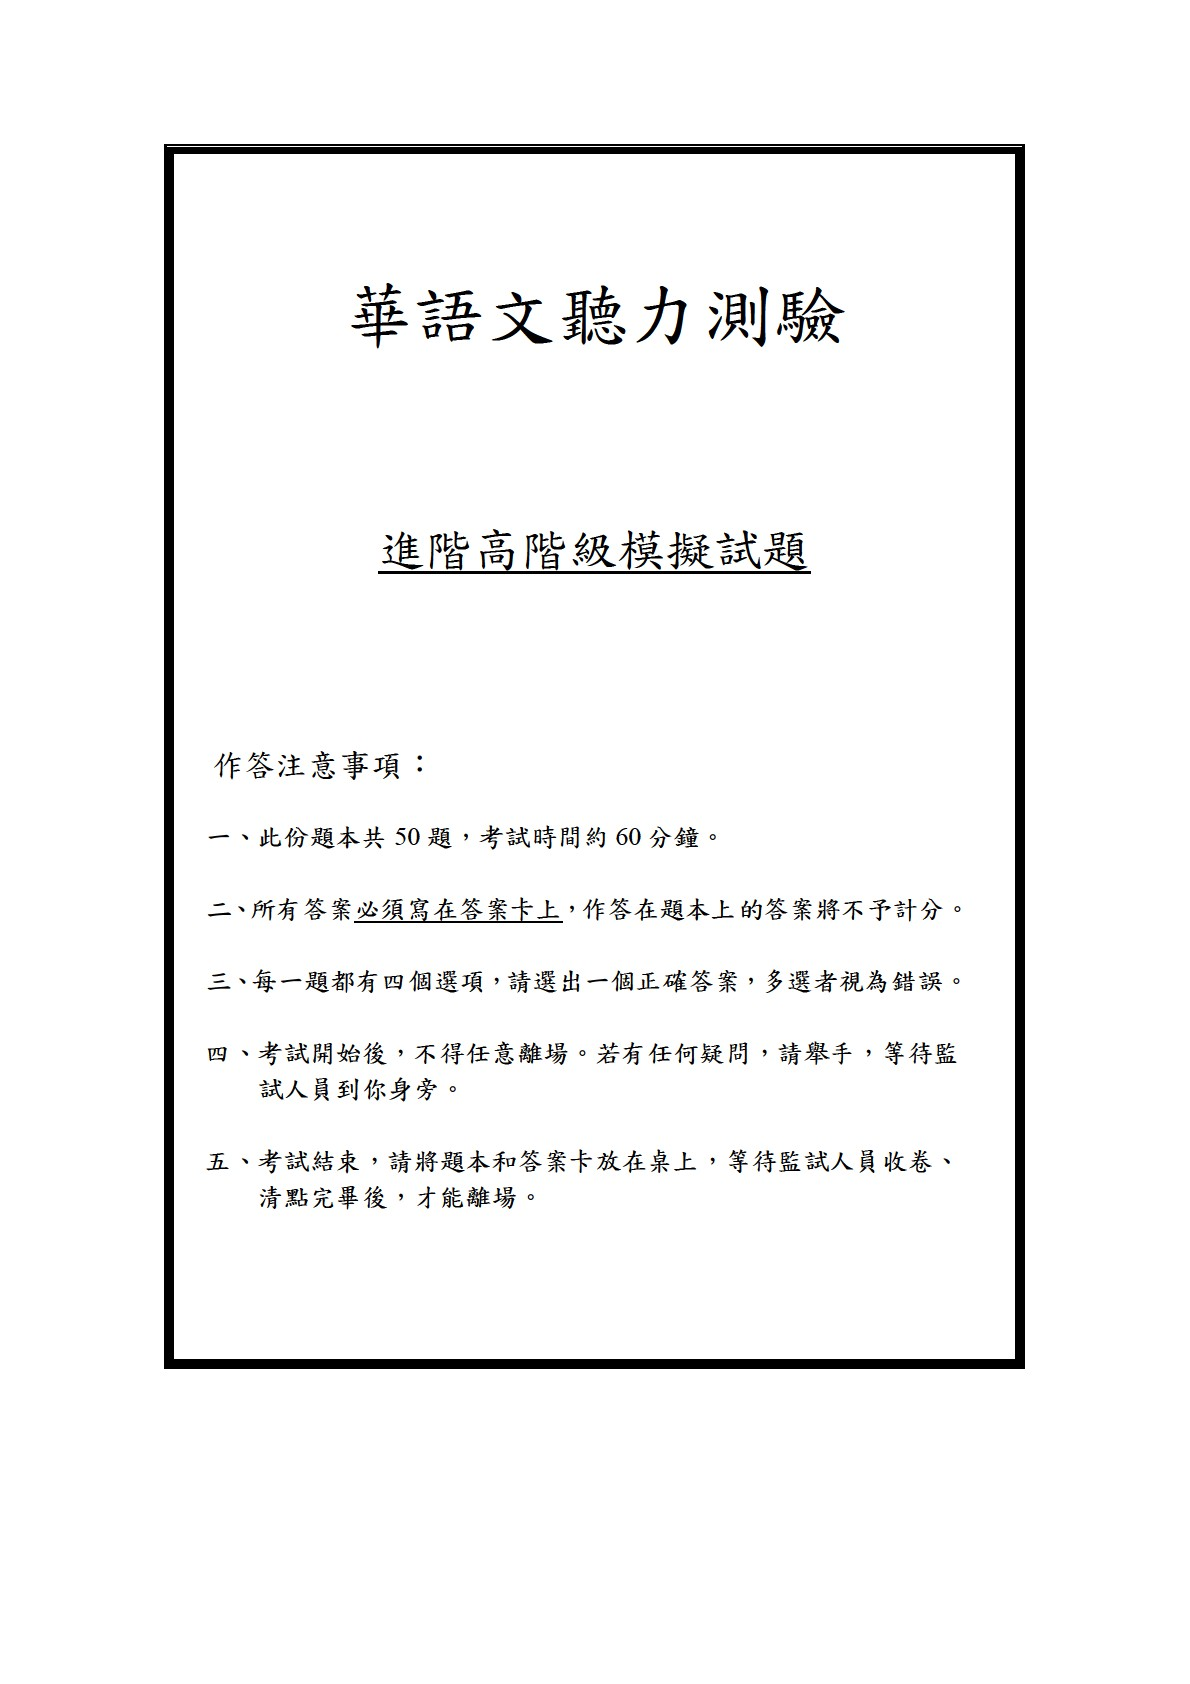 華語文聽力測驗
進階高階級模擬試題
作答注意事項：
一、此份題本共 50 題，考試時間約 60 分鐘。
二、所有答案必須寫在答案卡上，作答在題本上的答案將不予計分。
三、每一題都有四個選項，請選出一個正確答案，多選者視為錯誤。
四、考試開始後，不得任意離場。若有任何疑問，請舉手，等待監
試人員到你身旁。
五、考試結束，請將題本和答案卡放在桌上，等待監試人員收卷、
清點完畢後，才能離場。